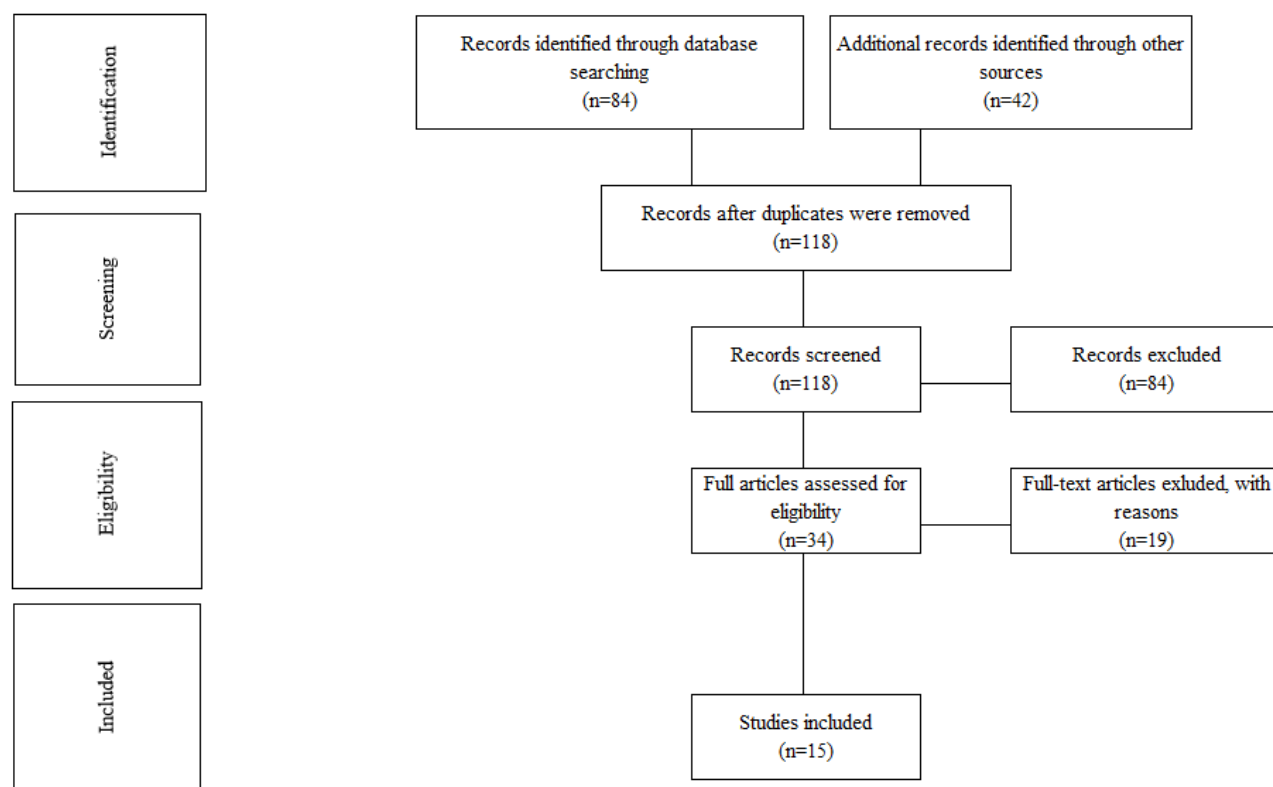 Identification
Records identified through database
searching
(n=84)
Additional records identified through other
sources
(n=42)
Records after duplicates were removed
(n=118)
Screening
Records screened
(n=118)
Records excluded
(n=84)
Eligibility
Full articles assessed for
eligibility
(n=34)
Full-text articles exluded, with
reasons
(n=19)
Included
Studies included
(n=15)